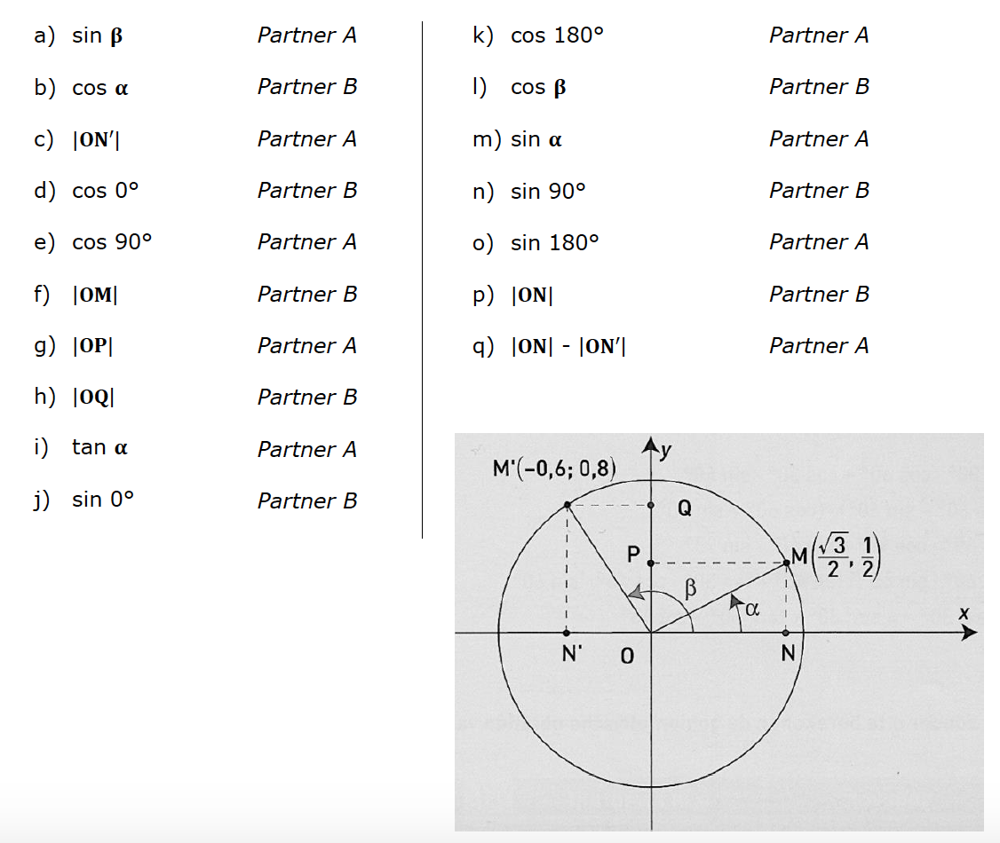 a) sin β Partner A
b) cos α Partner B
c) |ON'| Partner A
d) cos 0° Partner B
e) cos 90° Partner A
f) |OM| Partner B
g) |OP| Partner A
h) |OQ| Partner B
i) tan α Partner A
j) sin 0° Partner B
k) cos 180° Partner A
l) cos β Partner B
m) sin α Partner A
n) sin 90° Partner B
o) sin 180° Partner A
p) |ON| Partner B
q) |ON| - |ON'| Partner A
y
M'(-0,6; 0,8)
Q
P
M(√3/2, 1/2)
β
α
x
N'
O
N